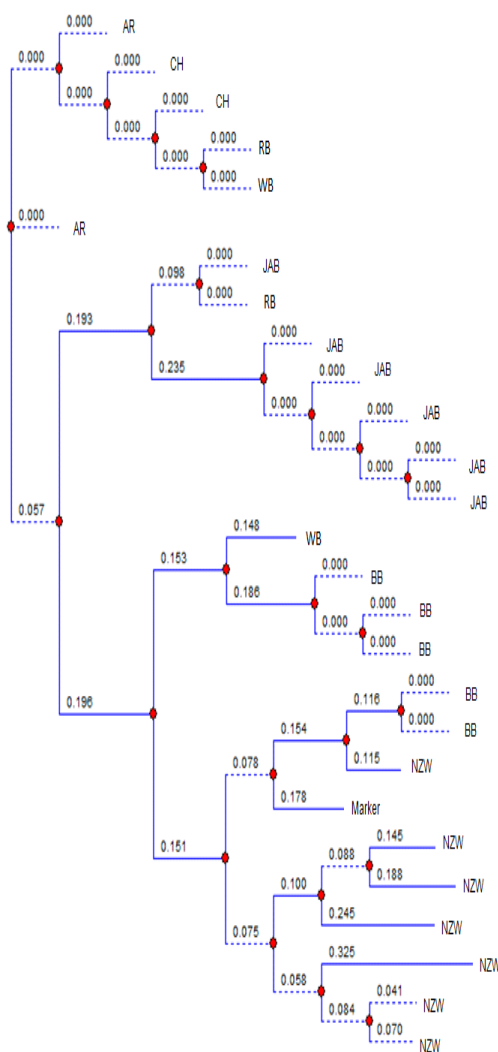 0.000 AR
0.000
0.000 CH
0.000
0.000 CH
0.000
0.000 RB
0.000
0.000 WB
0.000 AR
0.000 JAB
0.098
0.000 RB
0.193
0.000 JAB
0.235
0.000 JAB
0.000
0.000 JAB
0.000
0.000 JAB
0.000
0.000 JAB
0.057
0.148 WB
0.153
0.000 BB
0.186
0.000 BB
0.000
0.000 BB
0.196
0.000 BB
0.116
0.000 BB
0.154
0.115 NZW
0.078
0.178 Marker
0.151
0.145 NZW
0.088
0.188 NZW
0.100
0.245 NZW
0.075
0.325 NZW
0.058
0.041 NZW
0.084
0.070 NZW